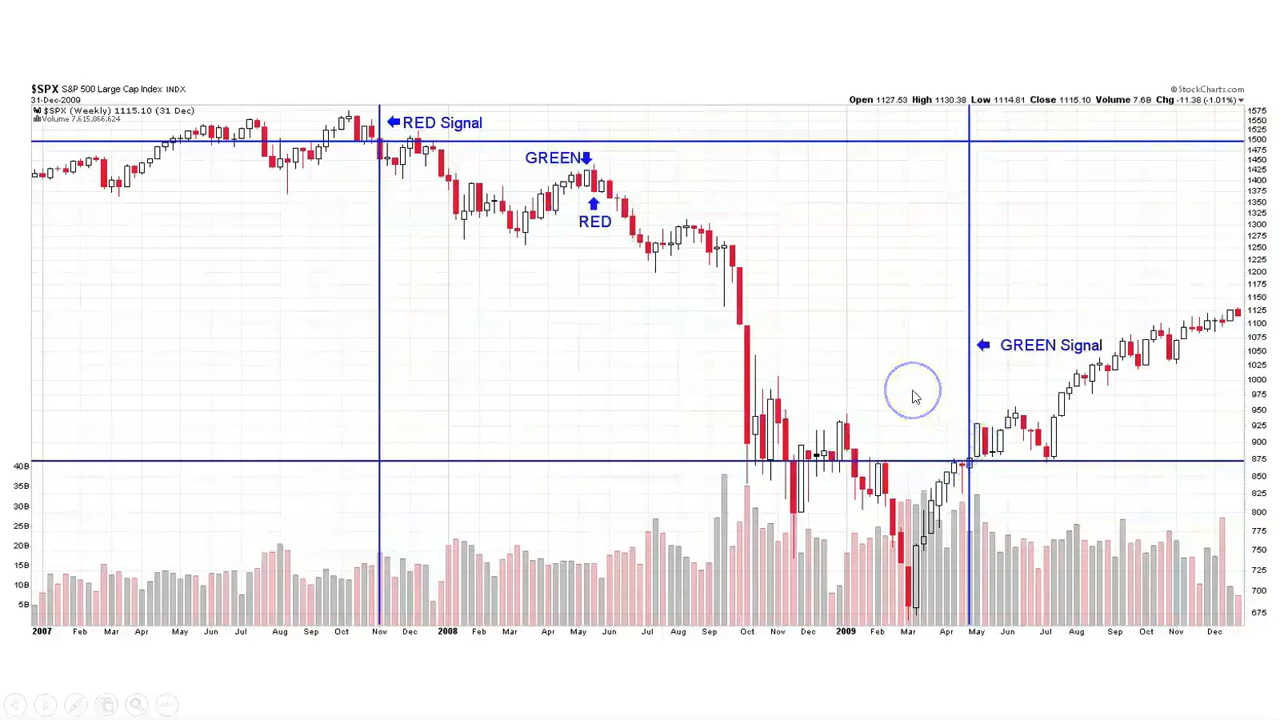 $SPX S&P 500 Large Cap Index INDX
© StockCharts.com
31-Dec-2009
Open 1127.53 High 1130.38 Low 1114.81 Close 1115.10 Volume 7.6B Chg -11.38 (-1.01%)
$SPX (Weekly) 1115.10 (31 Dec)
Volume 7,615,066,624
RED Signal
GREEN
RED
GREEN Signal
1575
1550
1525
1500
1475
1450
1425
1400
1375
1350
1325
1300
1275
1250
1225
1200
1175
1150
1125
1100
1075
1050
1025
1000
975
950
925
900
875
850
825
800
775
750
725
700
675
40B
35B
30B
25B
20B
15B
10B
5B
2007 Feb Mar Apr May Jun Jul Aug Sep Oct Nov Dec 2008 Feb Mar Apr May Jun Jul Aug Sep Oct Nov Dec 2009 Feb Mar Apr May Jun Jul Aug Sep Oct Nov Dec